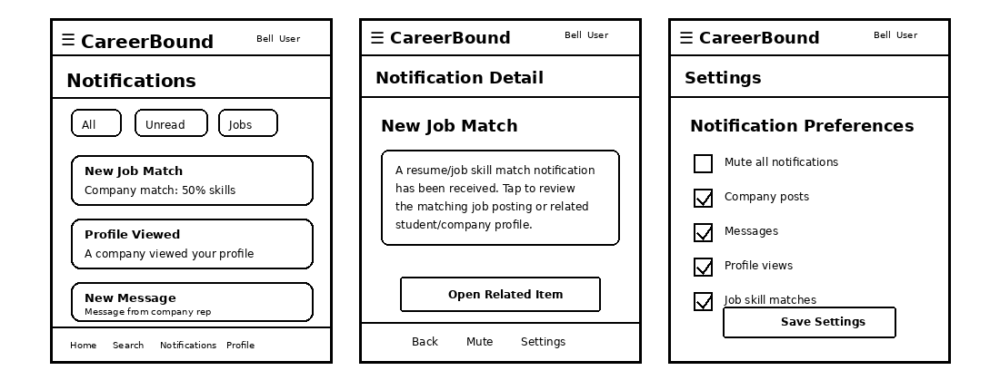 ☰ CareerBound Bell User
Notifications
All Unread Jobs
New Job Match
Company match: 50% skills
Profile Viewed
A company viewed your profile
New Message
Message from company rep
Home Search Notifications Profile
☰ CareerBound Bell User
Notification Detail
New Job Match
A resume/job skill match notification
has been received. Tap to review
the matching job posting or related
student/company profile.
Open Related Item
Back Mute Settings
☰ CareerBound Bell User
Settings
Notification Preferences
Mute all notifications
Company posts
Messages
Profile views
Job skill matches
Save Settings